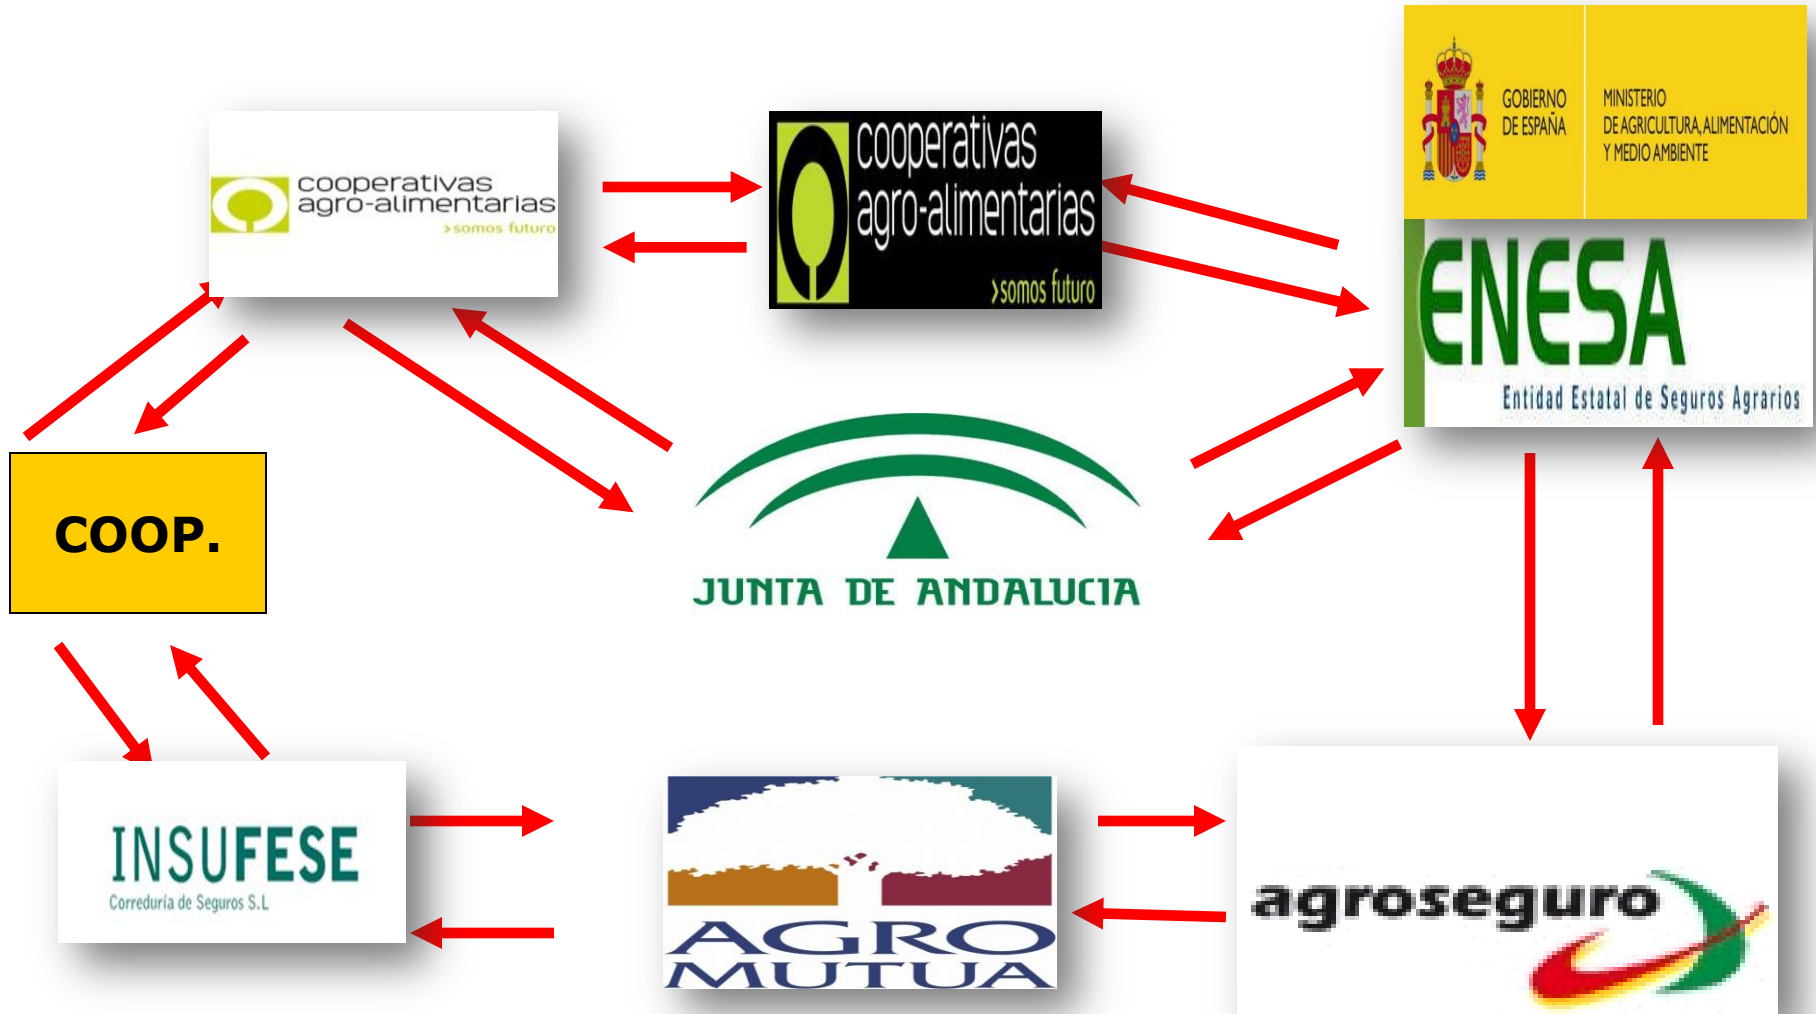 GOBIERNO
DE ESPAÑA
MINISTERIO
DE AGRICULTURA, ALIMENTACIÓN
Y MEDIO AMBIENTE
cooperativas
agro-alimentarias
>somos futuro
cooperativas
agro-alimentarias
>somos futuro
ENESA
Entidad Estatal de Seguros Agrarios
COOP.
JUNTA DE ANDALUCIA
INSUFESE
Correduría de Seguros S.L
AGRO
MUTUA
agroseguro